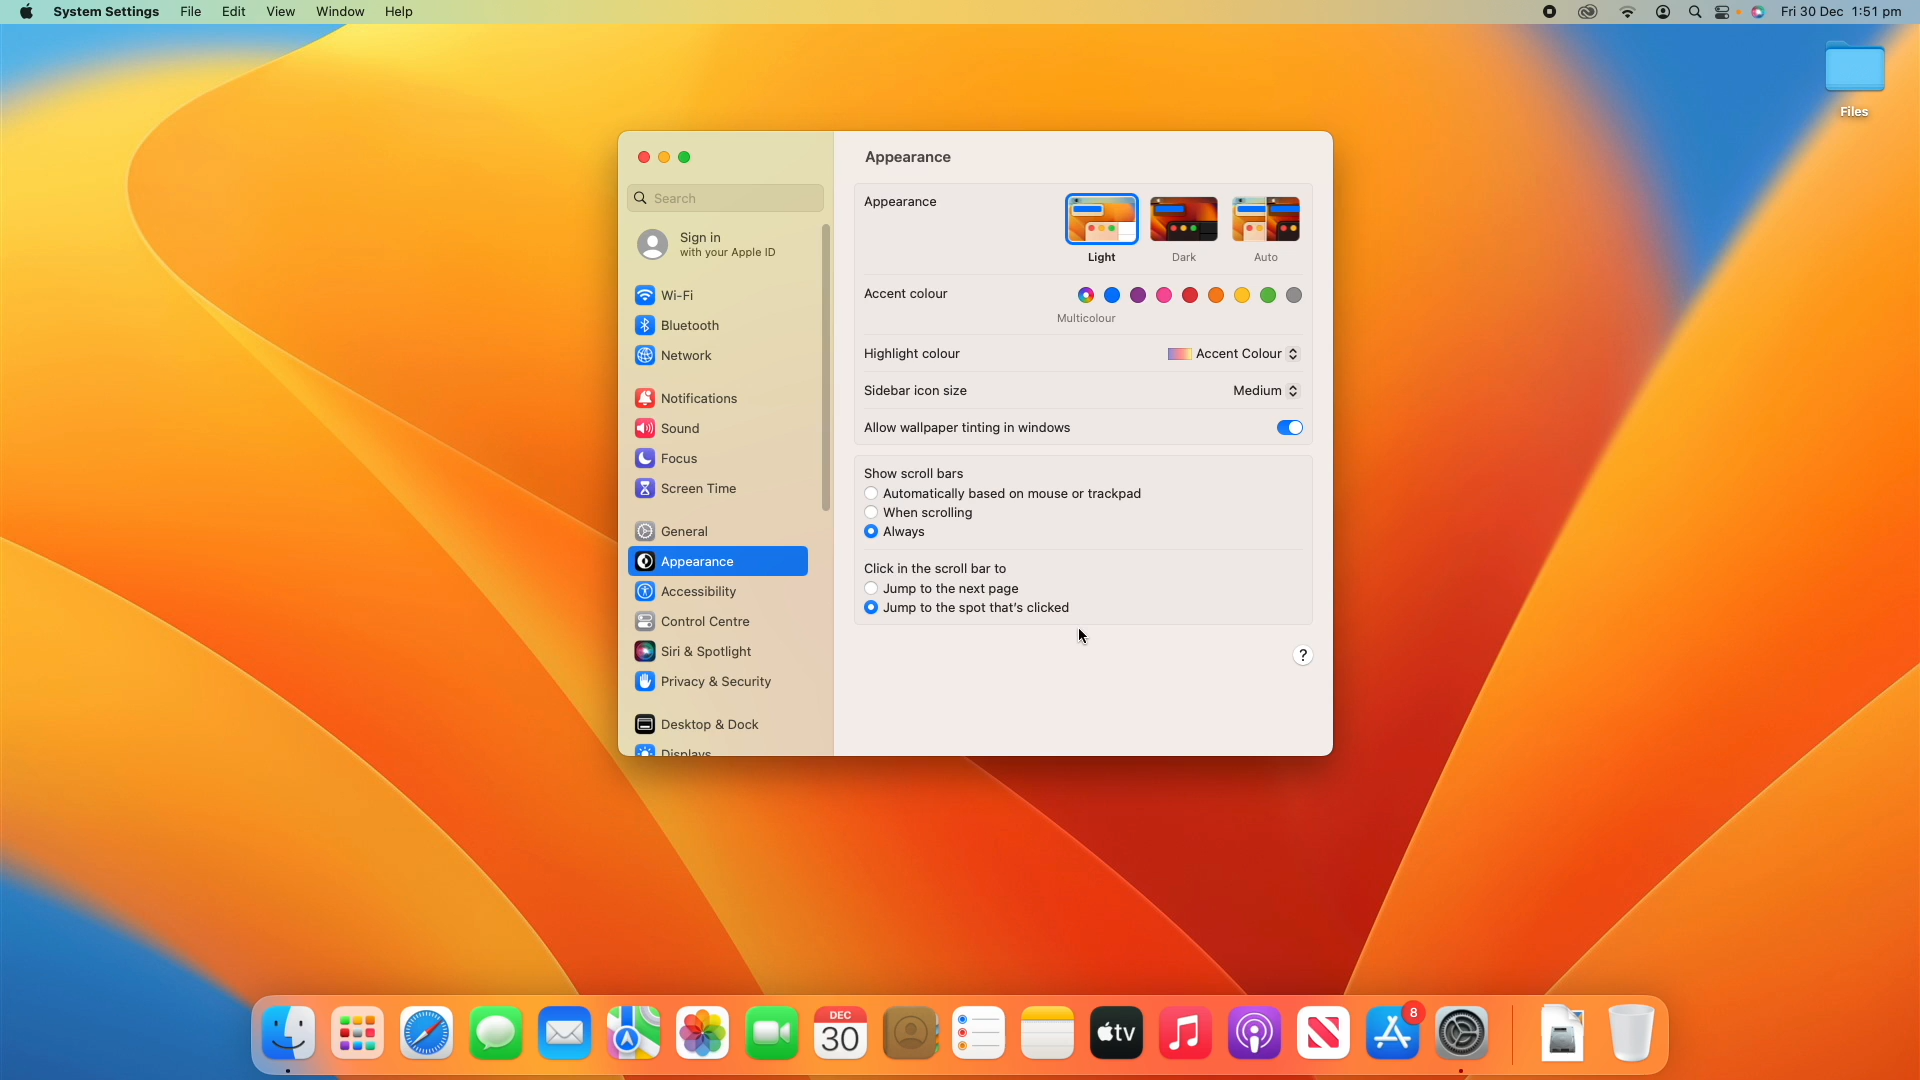 System Settings File Edit View Window Help Fri 30 Dec 1:51 pm
Files
Appearance
Search
Sign in
with your Apple ID
Wi-Fi
Bluetooth
Network
Notifications
Sound
Focus
Screen Time
General
Appearance
Accessibility
Control Centre
Siri & Spotlight
Privacy & Security
Desktop & Dock
Displays
Appearance
Light Dark Auto
Accent colour
Multicolour
Highlight colour Accent Colour
Sidebar icon size Medium
Allow wallpaper tinting in windows
Show scroll bars
Automatically based on mouse or trackpad
When scrolling
Always
Click in the scroll bar to
Jump to the next page
Jump to the spot that's clicked
?
DEC
30
tv
8